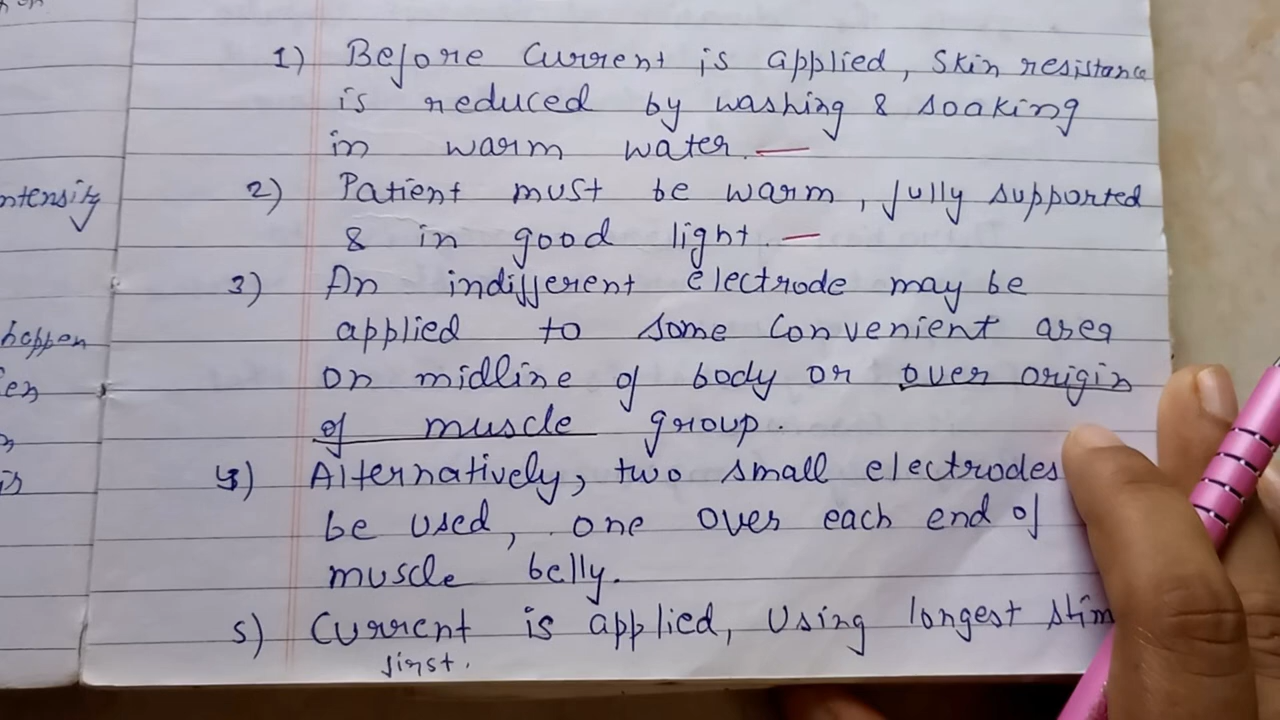 ntensity
happen
is
1) Before Current is applied, Skin resistance
is reduced by washing & soaking
in warm water.
2) Patient must be warm, fully supported
& in good light.
3) An indifferent electrode may be
applied to some convenient area
on midline of body or over origin
of muscle group.
4) Alternatively, two small electrodes
be used, one over each end of
muscle belly.
5) Current is applied, Using longest stim
first.